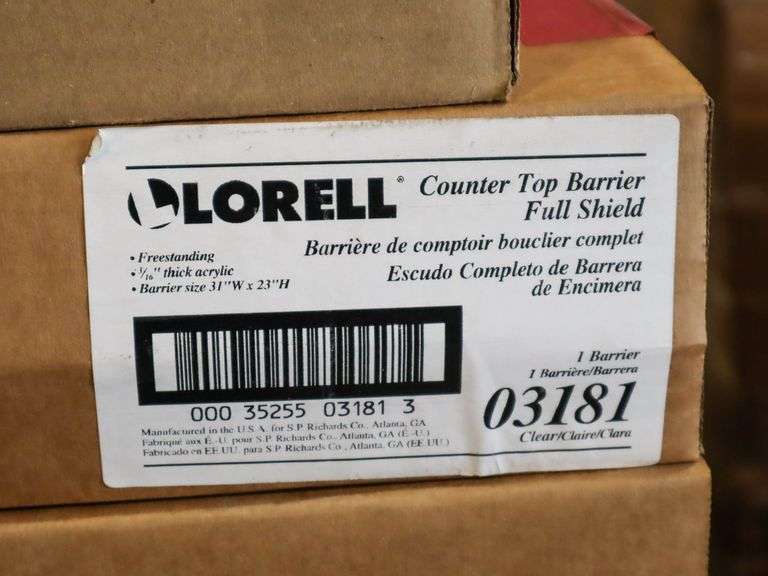 LORELL®
Counter Top Barrier
Full Shield
Barrière de comptoir bouclier complet
Escudo Completo de Barrera
de Encimera
• Freestanding
• 3/16" thick acrylic
• Barrier size 31"W x 23"H
000 35255 03181 3
Manufactured in the U.S.A. for S.P. Richards Co., Atlanta, GA
Fabriqué aux É.-U. pour S.P. Richards Co., Atlanta, GA (É.-U.)
Fabricado en EE.UU. para S.P. Richards Co., Atlanta, GA (EE.UU.)
1 Barrier
1 Barrière/Barrera
03181
Clear/Claire/Clara